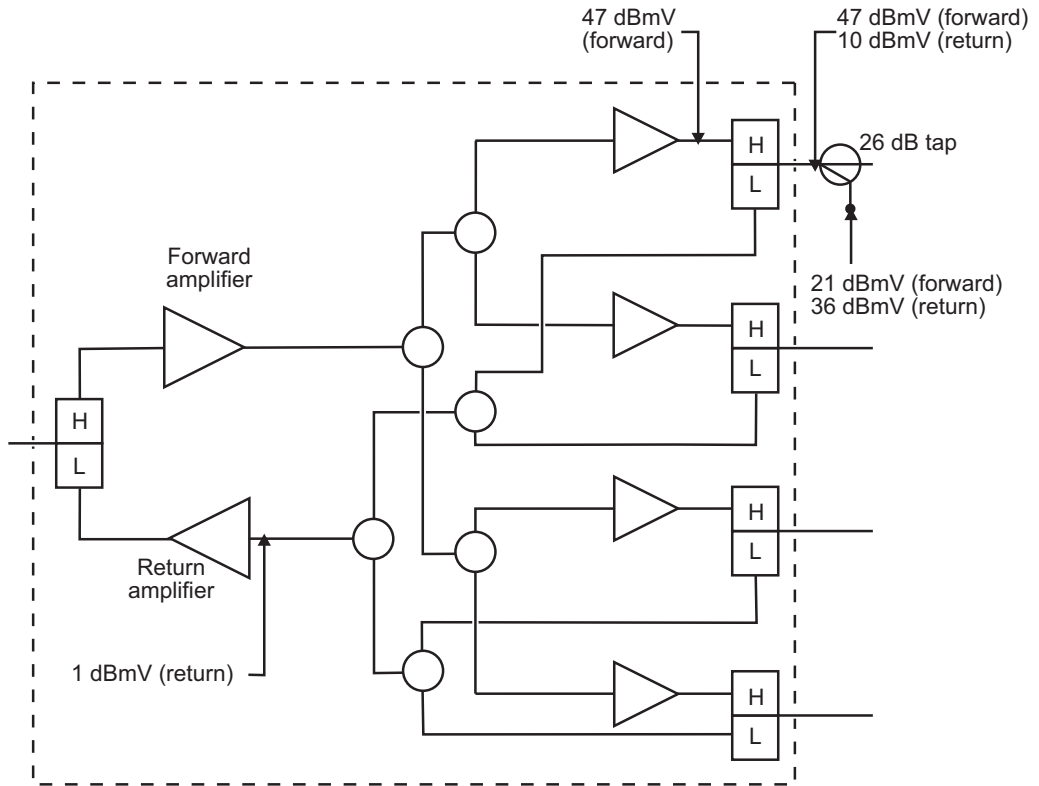 47 dBmV
(forward)
47 dBmV (forward)
10 dBmV (return)
H
L
26 dB tap
Forward
amplifier
21 dBmV (forward)
36 dBmV (return)
H
L
H
L
H
L
Return
amplifier
1 dBmV (return)
H
L